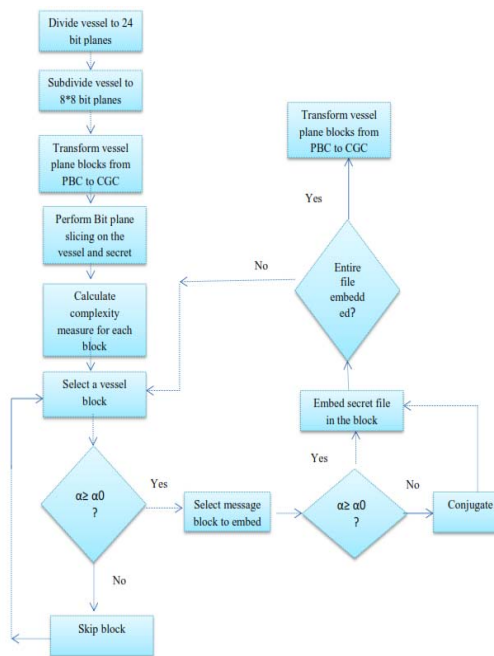 Divide vessel to 24
bit planes
Subdivide vessel to
8*8 bit planes
Transform vessel
plane blocks from
PBC to CGC
Perform Bit plane
slicing on the
vessel and secret
Calculate
complexity
measure for each
block
Select a vessel
block
α≥ α0
?
Yes
No
Skip block
Select message
block to embed
α≥ α0
?
No
Conjugate
Yes
Embed secret file
in the block
Entire
file
embedd
ed?
No
Yes
Transform vessel
plane blocks from
PBC to CGC